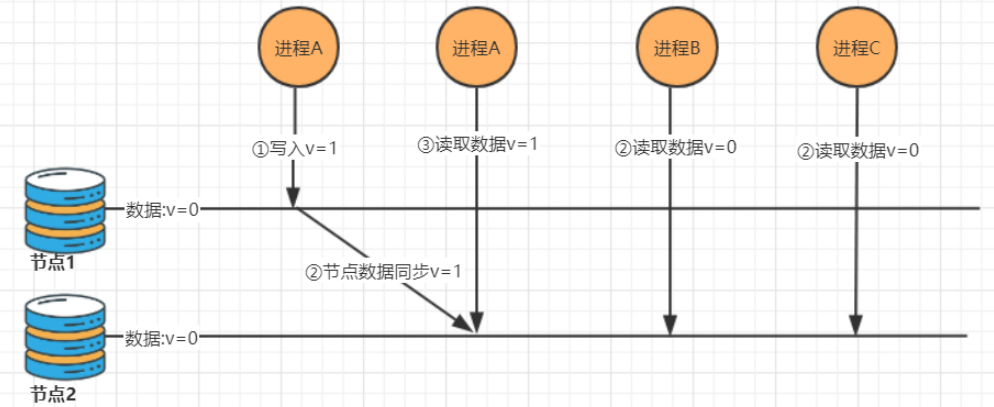 进程A
进程A
进程B
进程C
①写入v=1
③读取数据v=1
②读取数据v=0
②读取数据v=0
数据:v=0
节点1
②节点数据同步v=1
数据:v=0
节点2